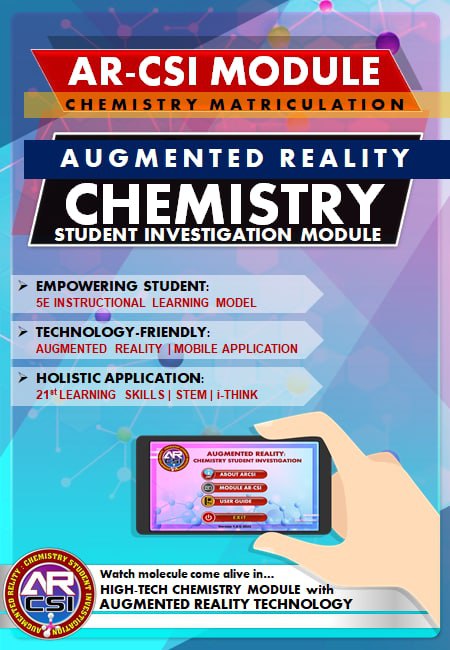 AR-CSI MODULE
CHEMISTRY MATRICULATION
AUGMENTED REALITY
CHEMISTRY
STUDENT INVESTIGATION MODULE
➢ EMPOWERING STUDENT:
5E INSTRUCTIONAL LEARNING MODEL
➢ TECHNOLOGY-FRIENDLY:
AUGMENTED REALITY | MOBILE APPLICATION
➢ HOLISTIC APPLICATION:
21st LEARNING SKILLS | STEM | i-THINK
AR
CSI
AUGMENTED REALITY:
CHEMISTRY STUDENT INVESTIGATION
ABOUT ARCSI
MODULE AR-CSI
USER GUIDE
EXIT
AUGMENTED RELITY : CHEMISTRY STUDENT INVESTIGATION
AR
CSI
Watch molecule come alive in...
HIGH-TECH CHEMISTRY MODULE with
AUGMENTED REALITY TECHNOLOGY